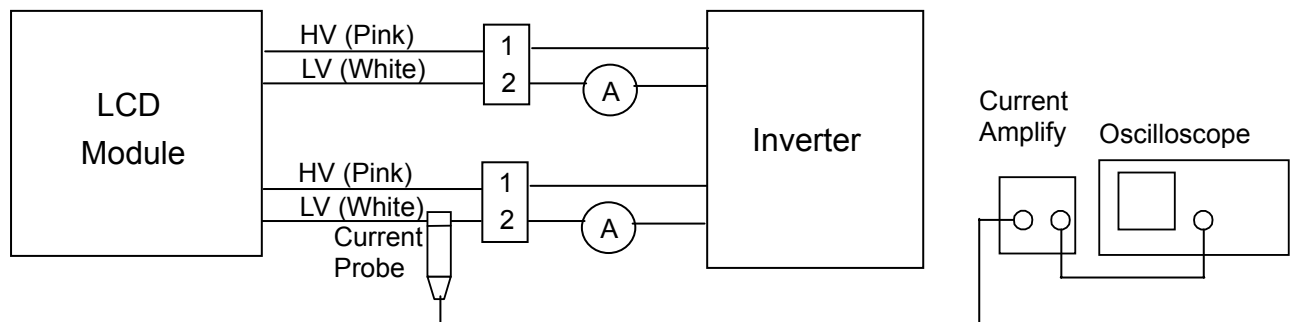 HV (Pink)
LV (White)
1
2
A
LCD
Module
Inverter
Current
Amplify
Oscilloscope
HV (Pink)
LV (White)
1
2
A
Current
Probe